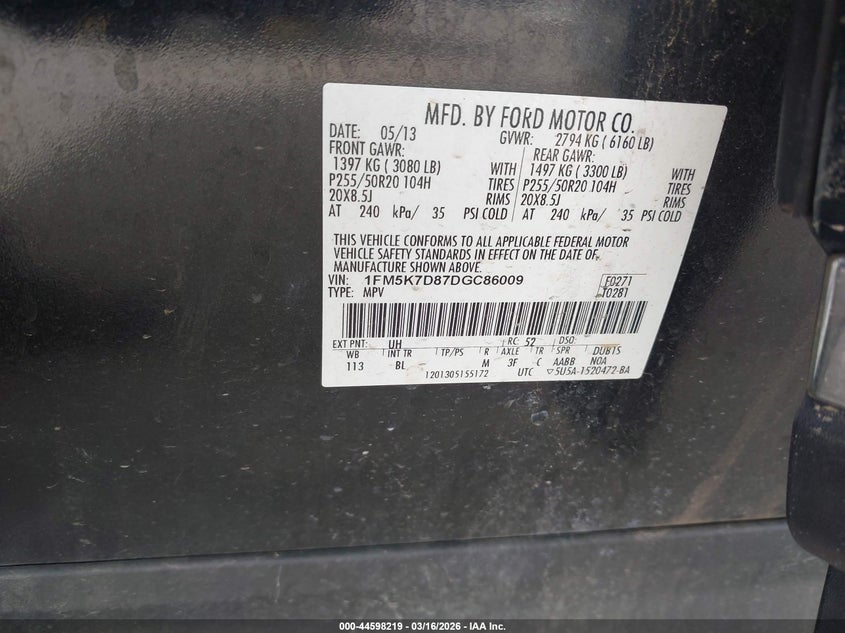 MFD. BY FORD MOTOR CO.
DATE: 05/13 GVWR: 2794 KG ( 6160 LB)
FRONT GAWR: REAR GAWR:
1397 KG ( 3080 LB) WITH 1497 KG ( 3300 LB) WITH
P255/50R20 104H TIRES P255/50R20 104H TIRES
20X8.5J RIMS 20X8.5J RIMS
AT 240 kPa/ 35 PSI COLD AT 240 kPa/ 35 PSI COLD
THIS VEHICLE CONFORMS TO ALL APPLICABLE FEDERAL MOTOR
VEHICLE SAFETY STANDARDS IN EFFECT ON THE DATE OF
MANUFACTURE SHOWN ABOVE.
VIN: 1FM5K7D87DGC86009 F0271
TYPE: MPV T0281
EXT PNT: UH RC: 52 DSO:
WB INT TR TP/PS R AXLE TR SPR DUBTS
113 BL M 3F C AABB NOA
1201305155172 UTC ▽5U5A-1520472-BA
000-44598219 - 03/16/2026 - IAA Inc.